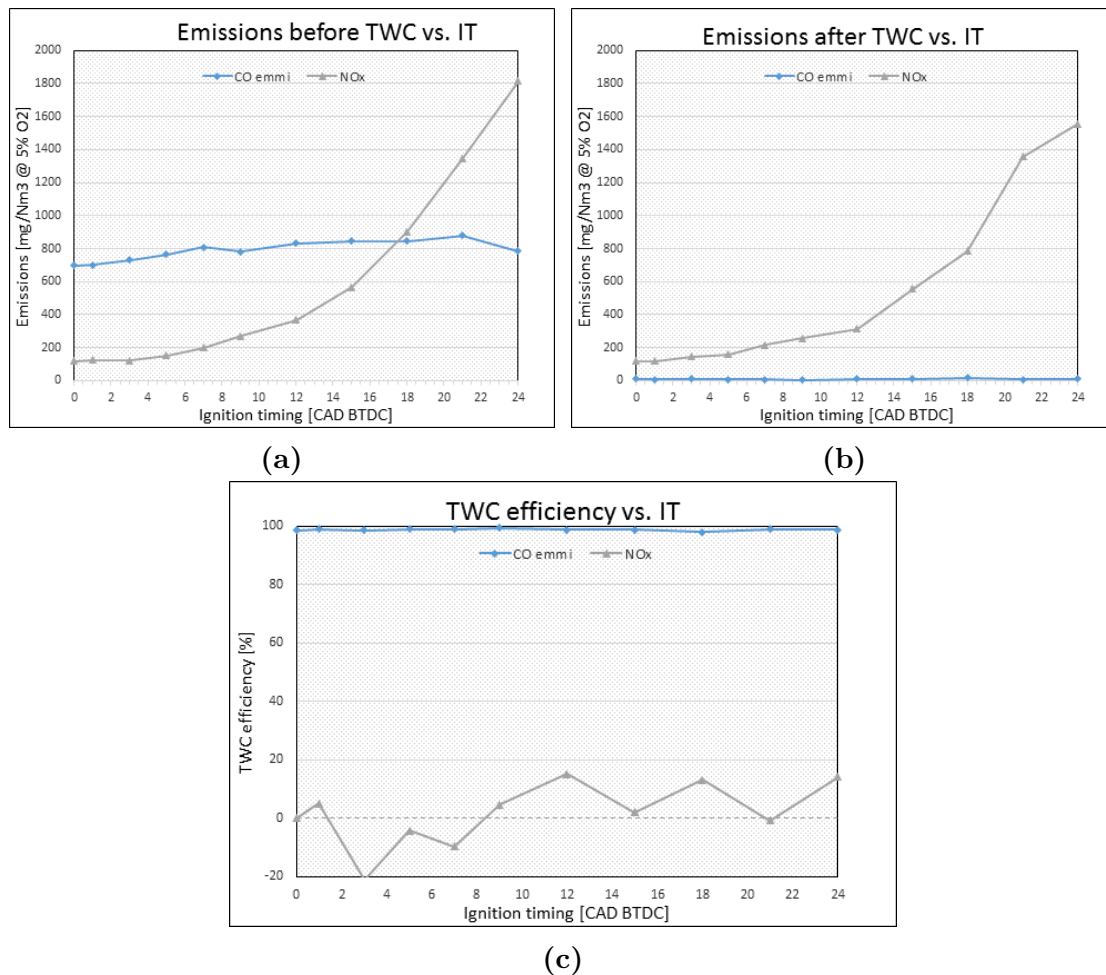 Emissions before TWC vs. IT
CO emmi NOx
Emissions [mg/Nm3 @ 5% O2]
2000
1800
1600
1400
1200
1000
800
600
400
200
0
0 2 4 6 8 10 12 14 16 18 20 22 24
Ignition timing [CAD BTDC]
(a)
Emissions after TWC vs. IT
CO emmi NOx
Emissions [mg/Nm3 @ 5% O2]
2000
1800
1600
1400
1200
1000
800
600
400
200
0
0 2 4 6 8 10 12 14 16 18 20 22 24
Ignition timing [CAD BTDC]
(b)
TWC efficiency vs. IT
CO emmi NOx
TWC efficiency [%]
100
80
60
40
20
0
-20
0 2 4 6 8 10 12 14 16 18 20 22 24
Ignition timing [CAD BTDC]
(c)